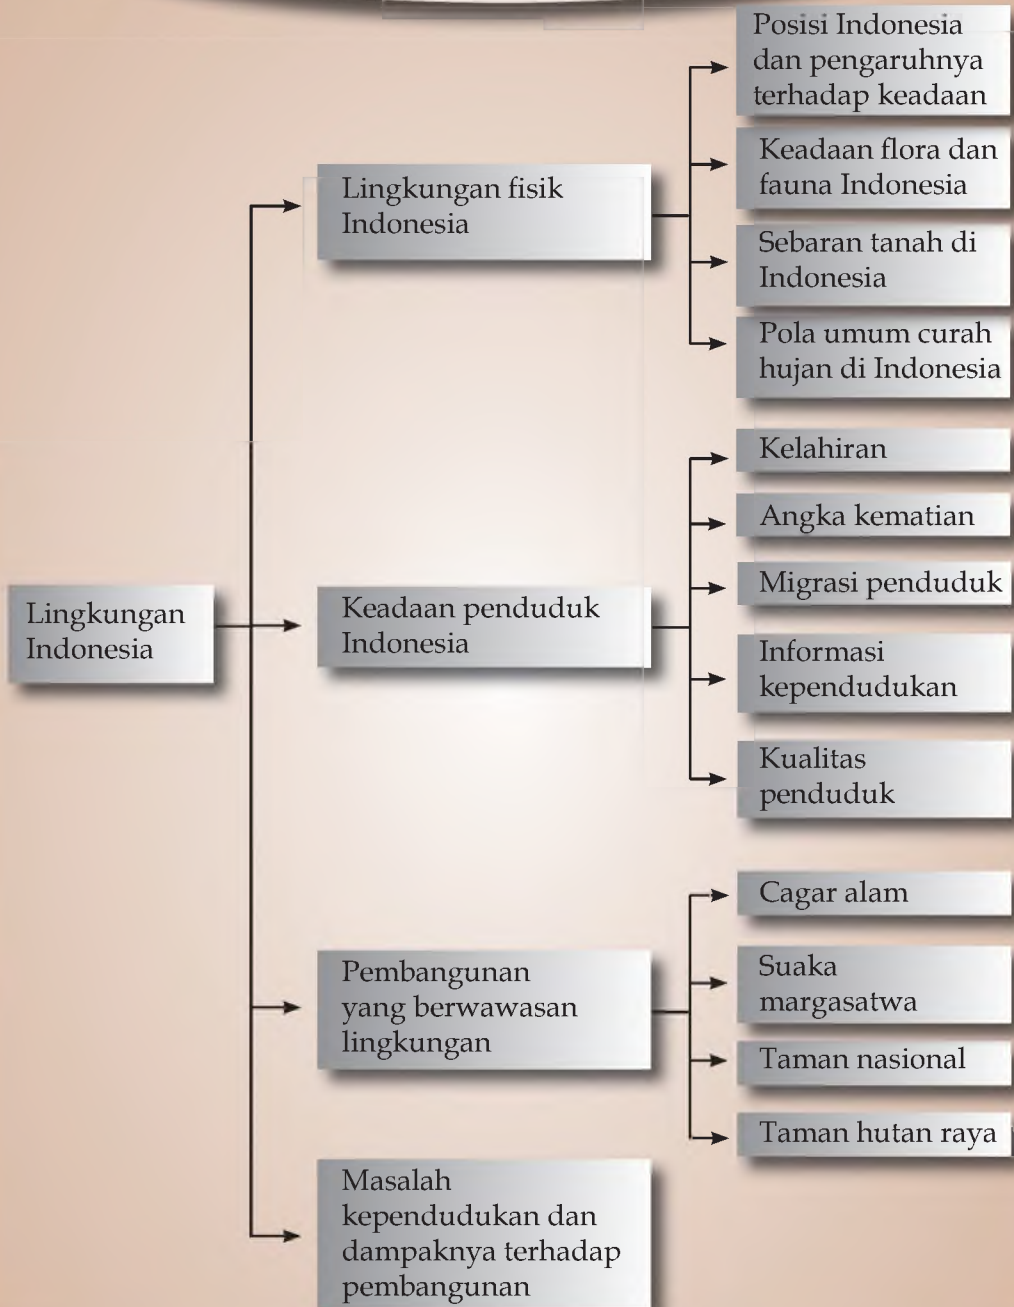 Lingkungan
Indonesia
Lingkungan fisik
Indonesia
Posisi Indonesia
dan pengaruhnya
terhadap keadaan
Keadaan flora dan
fauna Indonesia
Sebaran tanah di
Indonesia
Pola umum curah
hujan di Indonesia
Keadaan penduduk
Indonesia
Kelahiran
Angka kematian
Migrasi penduduk
Informasi
kependudukan
Kualitas
penduduk
Pembangunan
yang berwawasan
lingkungan
Cagar alam
Suaka
margasatwa
Taman nasional
Taman hutan raya
Masalah
kependudukan dan
dampaknya terhadap
pembangunan